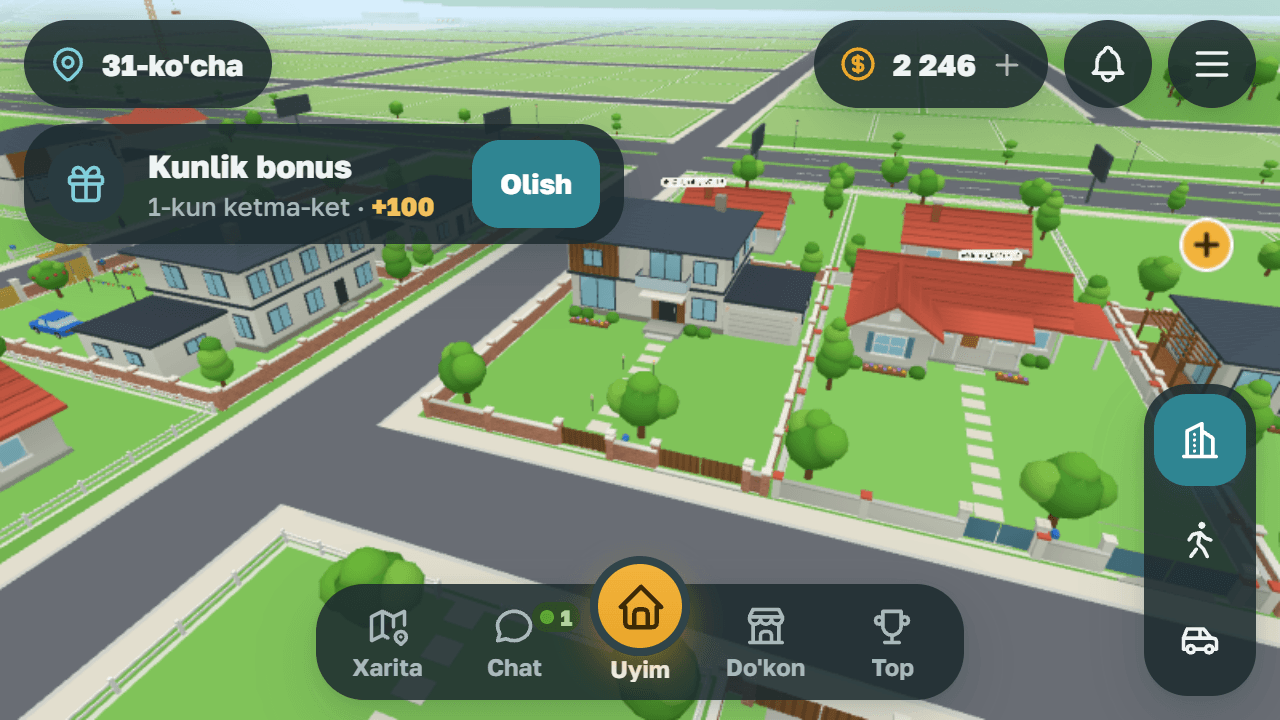 31-ko'cha
2 246
Kunlik bonus
1-kun ketma-ket · +100
Olish
1
Xarita
Chat
Uyim
Do'kon
Top